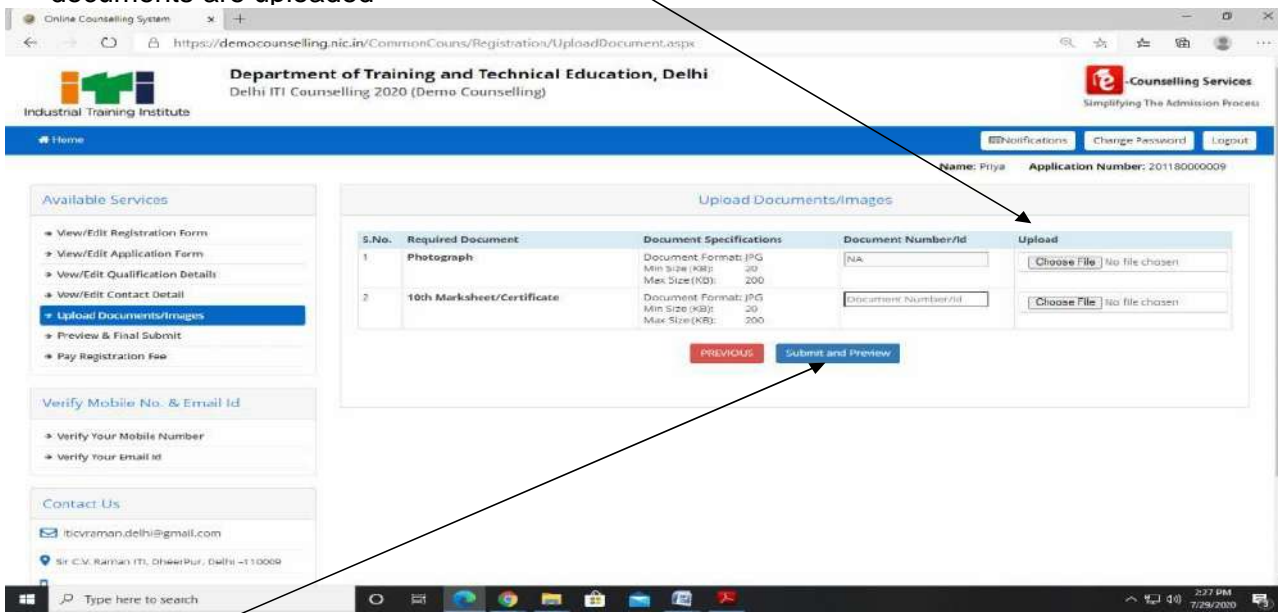 documents are uploaded
Online Counselling System
https://democounselling.nic.in/CommonCouns/Registration/UploadDocument.aspx
Industrial Training Institute
Department of Training and Technical Education, Delhi
Delhi ITI Counselling 2020 (Demo Counselling)
e -Counselling Services
Simplifying The Admission Process
Home
Notifications
Change Password
Logout
Name: Priya Application Number: 201180000009
Available Services
View/Edit Registration Form
View/Edit Application Form
Vew/Edit Qualification Details
Vew/Edit Contact Detail
Upload Documents/Images
Preview & Final Submit
Pay Registration Fee
Verify Mobile No. & Email Id
Verify Your Mobile Number
Verify Your Email Id
Contact Us
iticvraman.delhi@gmail.com
Sir C.V. Raman ITI, DheerPur, Delhi -110009
Upload Documents/Images
S.No. Required Document Document Specifications Document Number/Id Upload
1 Photograph Document Format: JPG NA Choose File No file chosen
Min Size (KB): 20
Max Size(KB): 200
2 10th Marksheet/Certificate Document Format: JPG Document Number/Id Choose File No file chosen
Min Size (KB): 20
Max Size(KB): 200
PREVIOUS Submit and Preview
Type here to search
2:27 PM
7/29/2020